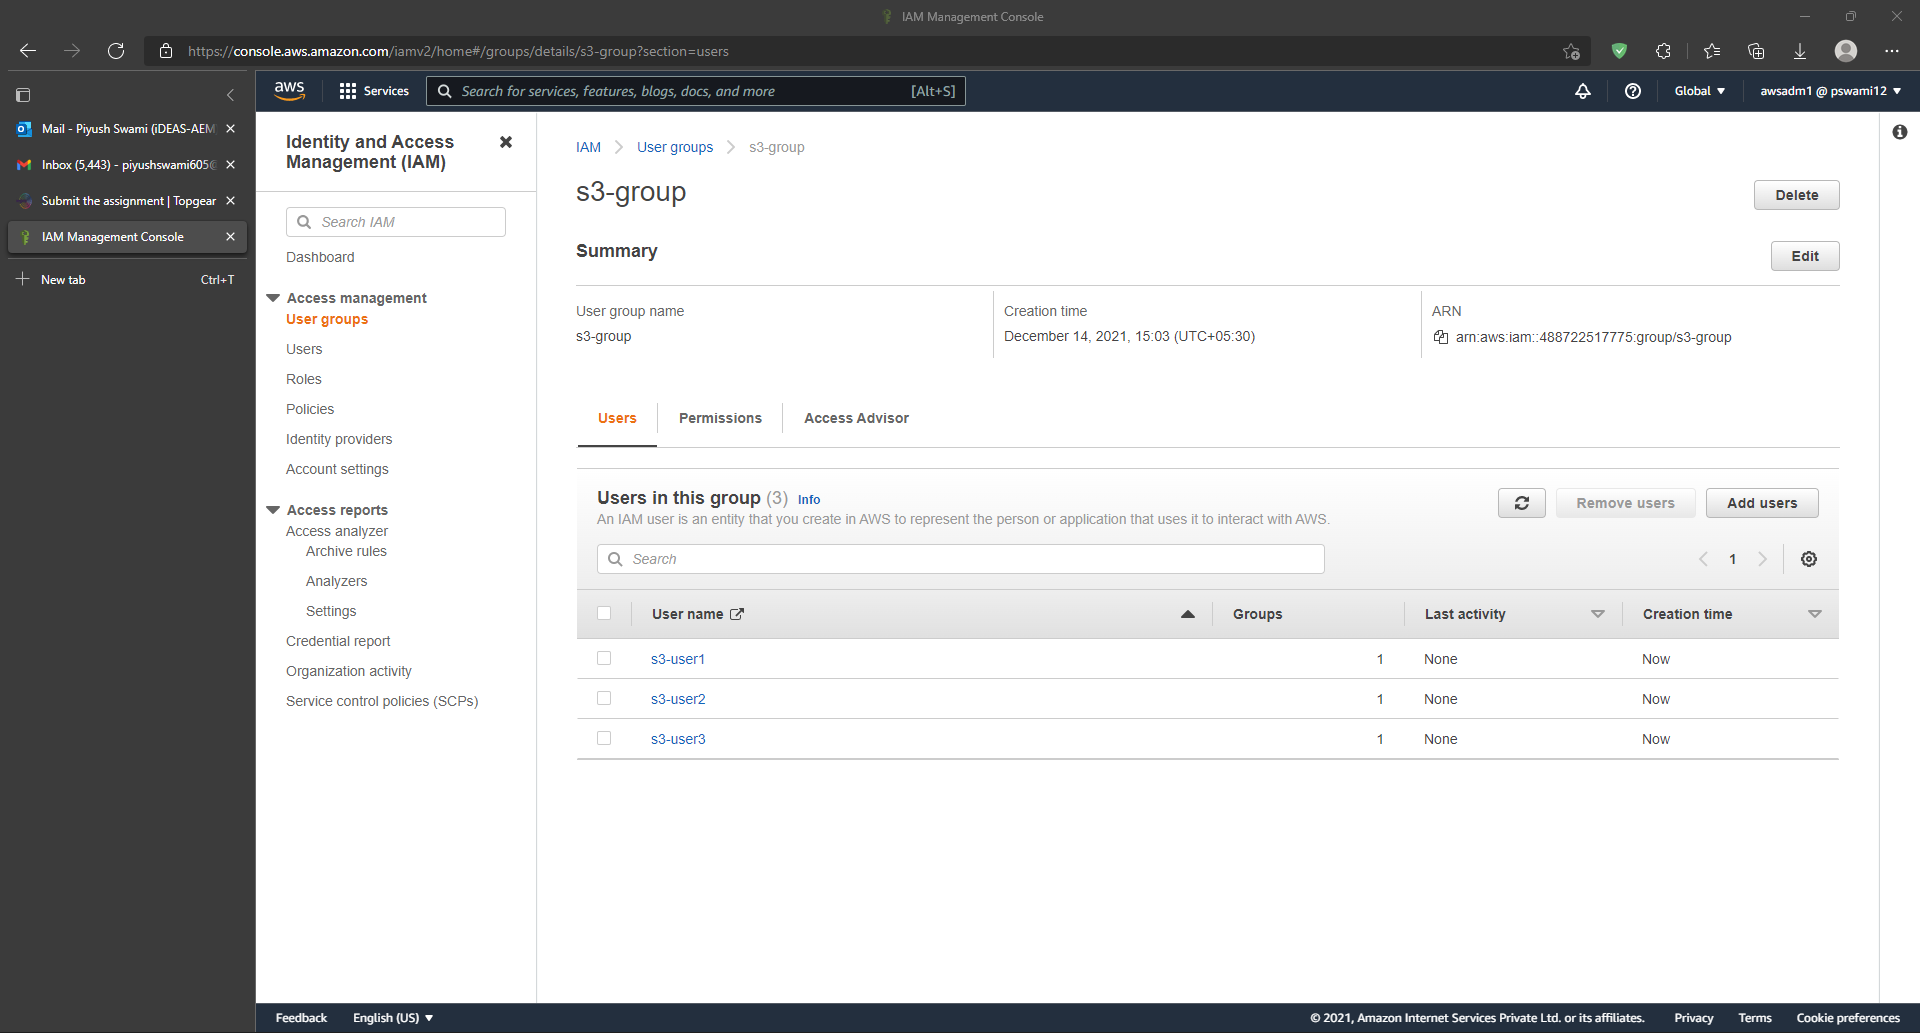 IAM Management Console
https://console.aws.amazon.com/iamv2/home#/groups/details/s3-group?section=users
aws
Services
Search for services, features, blogs, docs, and more
[Alt+S]
Global
awsadm1 @ pswami12
Mail - Piyush Swami (iDEAS-AEM
Inbox (5,443) - piyushswami605@
Submit the assignment | Topgear
IAM Management Console
New tab
Ctrl+T
Identity and Access
Management (IAM)
Search IAM
Dashboard
Access management
User groups
Users
Roles
Policies
Identity providers
Account settings
Access reports
Access analyzer
Archive rules
Analyzers
Settings
Credential report
Organization activity
Service control policies (SCPs)
IAM
User groups
s3-group
s3-group
Delete
Summary
Edit
User group name
s3-group
Creation time
December 14, 2021, 15:03 (UTC+05:30)
ARN
arn:aws:iam::488722517775:group/s3-group
Users
Permissions
Access Advisor
Users in this group (3) Info
An IAM user is an entity that you create in AWS to represent the person or application that uses it to interact with AWS.
Remove users
Add users
Search
1
User name Groups Last activity Creation time
s3-user1 1 None Now
s3-user2 1 None Now
s3-user3 1 None Now
Feedback
English (US)
© 2021, Amazon Internet Services Private Ltd. or its affiliates.
Privacy
Terms
Cookie preferences